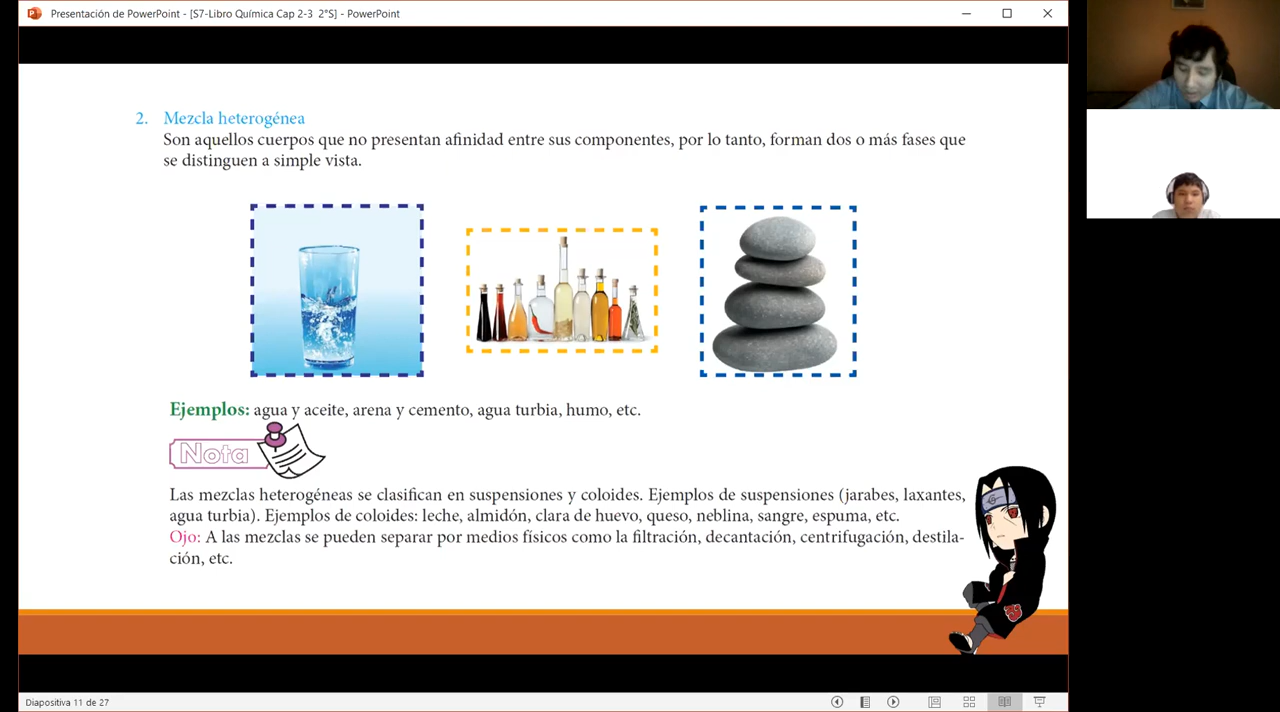 Presentación de PowerPoint - [S7-Libro Química Cap 2-3  2°S] - PowerPoint
2. Mezcla heterogénea
Son aquellos cuerpos que no presentan afinidad entre sus componentes, por lo tanto, forman dos o más fases que
se distinguen a simple vista.
Ejemplos: agua y aceite, arena y cemento, agua turbia, humo, etc.
Nota
Las mezclas heterogéneas se clasifican en suspensiones y coloides. Ejemplos de suspensiones (jarabes, laxantes,
agua turbia). Ejemplos de coloides: leche, almidón, clara de huevo, queso, neblina, sangre, espuma, etc.
Ojo: A las mezclas se pueden separar por medios físicos como la filtración, decantación, centrifugación, destila-
ción, etc.
Diapositiva 11 de 27